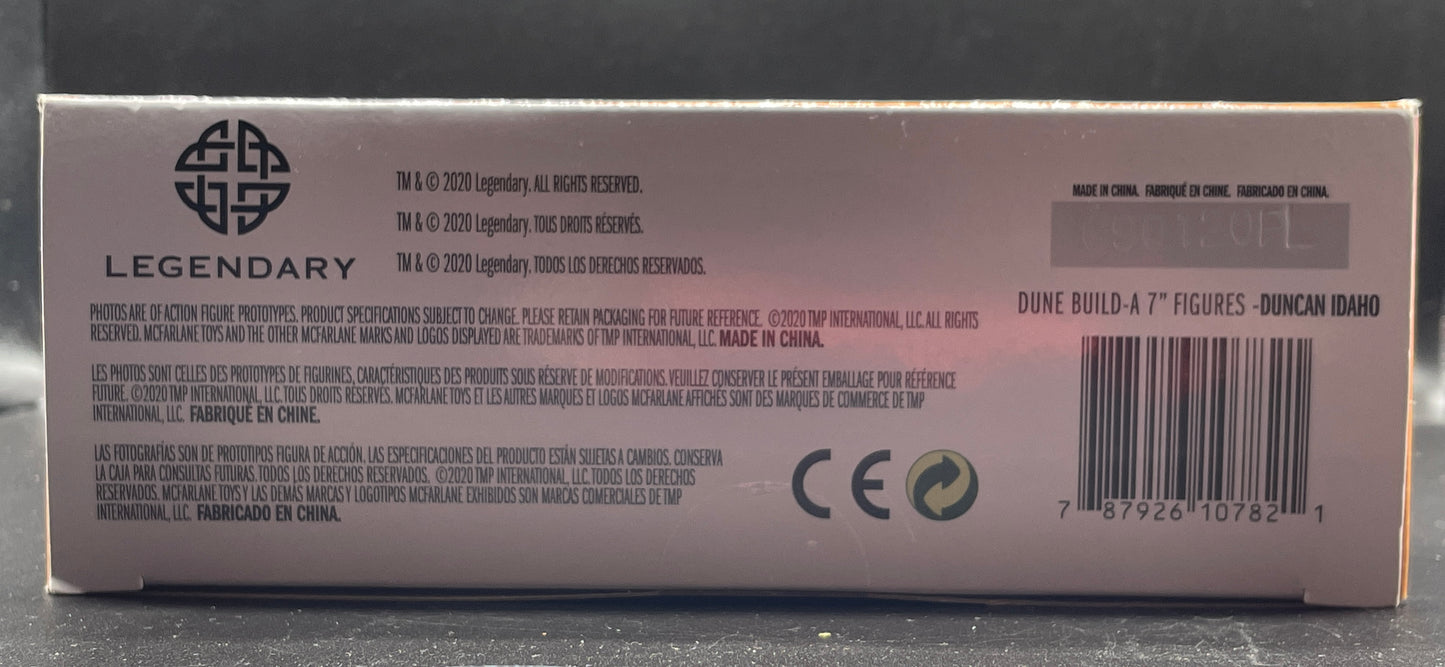 LEGENDARY
TM & © 2020 Legendary. ALL RIGHTS RESERVED.
TM & © 2020 Legendary. TOUS DROITS RÉSERVÉS.
TM & © 2020 Legendary. TODOS LOS DERECHOS RESERVADOS.
PHOTOS ARE OF ACTION FIGURE PROTOTYPES. PRODUCT SPECIFICATIONS SUBJECT TO CHANGE. PLEASE RETAIN PACKAGING FOR FUTURE REFERENCE. ©2020 TMP INTERNATIONAL, LLC. ALL RIGHTS
RESERVED. MCFARLANE TOYS AND THE OTHER MCFARLANE MARKS AND LOGOS DISPLAYED ARE TRADEMARKS OF TMP INTERNATIONAL, LLC. MADE IN CHINA.
LES PHOTOS SONT CELLES DES PROTOTYPES DE FIGURINES, CARACTÉRISTIQUES DES PRODUITS SOUS RÉSERVE DE MODIFICATIONS. VEUILLEZ CONSERVER LE PRÉSENT EMBALLAGE POUR RÉFÉRENCE
FUTURE. ©2020 TMP INTERNATIONAL, LLC. TOUS DROITS RESERVÉS. MCFARLANE TOYS ET LES AUTRES MARQUES ET LOGOS MCFARLANE AFFICHÉS SONT DES MARQUES DE COMMERCE DE TMP
INTERNATIONAL, LLC. FABRIQUÉ EN CHINE.
LAS FOTOGRAFÍAS SON DE PROTOTIPOS FIGURA DE ACCIÓN. LAS ESPECIFICACIONES DEL PRODUCTO ESTÁN SUJETAS A CAMBIOS. CONSERVA
LA CAJA PARA CONSULTAS FUTURAS. TODOS LOS DERECHOS RESERVADOS. ©2020 TMP INTERNATIONAL, LLC. TODOS LOS DERECHOS
RESERVADOS. MCFARLANE TOYS Y LAS DEMÁS MARCAS Y LOGOTIPOS MCFARLANE EXHIBIDOS SON MARCAS COMERCIALES DE TMP
INTERNATIONAL, LLC. FABRICADO EN CHINA.
CE
MADE IN CHINA. FABRIQUÉ EN CHINE. FABRICADO EN CHINA.
DUNE BUILD-A 7" FIGURES -DUNCAN IDAHO
7 87926 10782 1